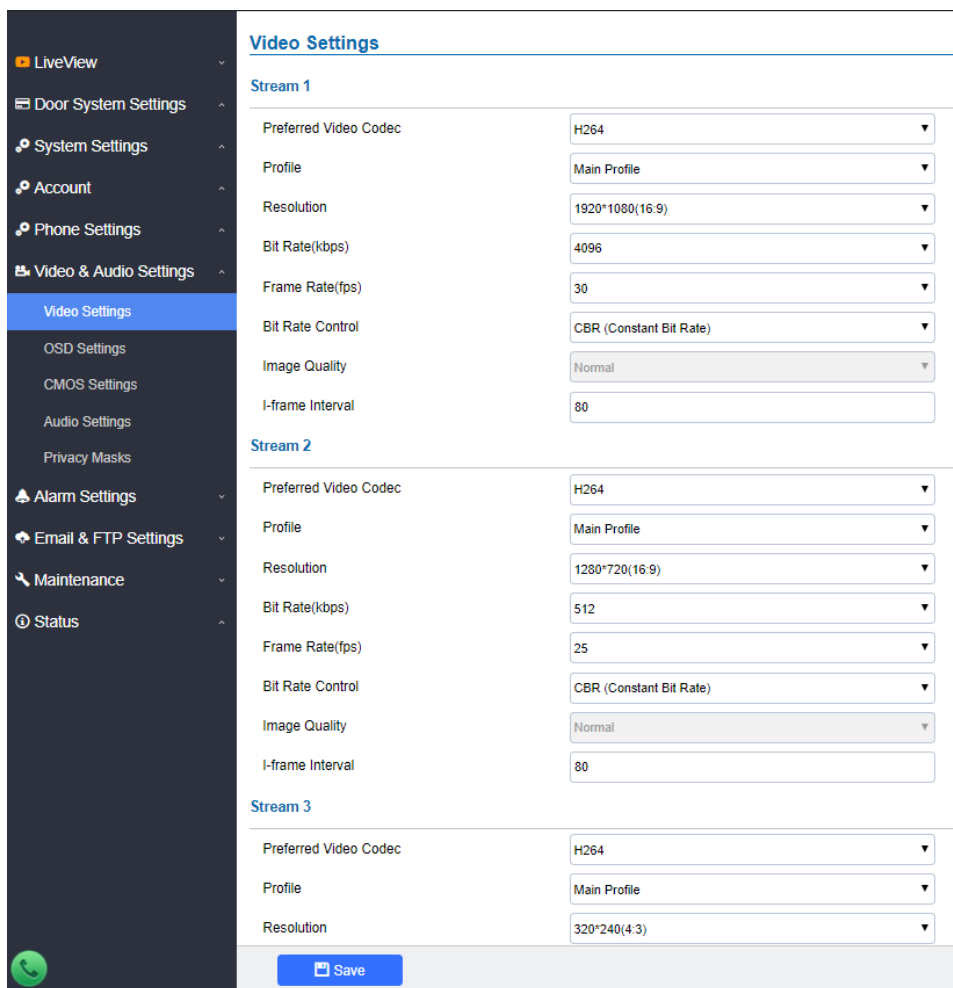 LiveView
Door System Settings
System Settings
Account
Phone Settings
Video & Audio Settings
Video Settings
OSD Settings
CMOS Settings
Audio Settings
Privacy Masks
Alarm Settings
Email & FTP Settings
Maintenance
Status
Video Settings
Stream 1
Preferred Video Codec H264
Profile Main Profile
Resolution 1920*1080(16:9)
Bit Rate(kbps) 4096
Frame Rate(fps) 30
Bit Rate Control CBR (Constant Bit Rate)
Image Quality Normal
I-frame Interval 80
Stream 2
Preferred Video Codec H264
Profile Main Profile
Resolution 1280*720(16:9)
Bit Rate(kbps) 512
Frame Rate(fps) 25
Bit Rate Control CBR (Constant Bit Rate)
Image Quality Normal
I-frame Interval 80
Stream 3
Preferred Video Codec H264
Profile Main Profile
Resolution 320*240(4:3)
Save